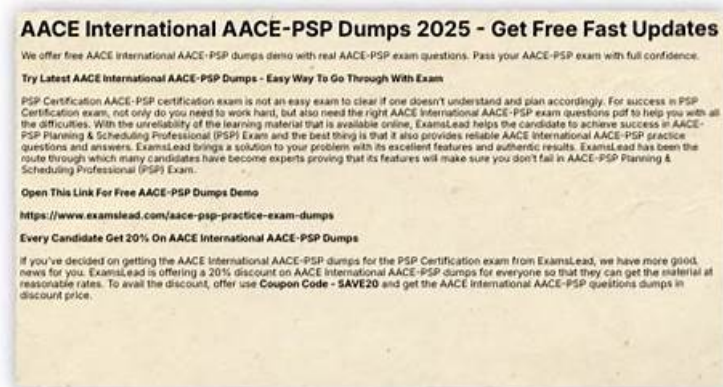 AACE International AACE-PSP Dumps 2025 - Get Free Fast Updates
We offer free AACE International AACE-PSP dumps demo with real AACE-PSP exam questions. Pass your AACE-PSP exam with full confidence.
Try Latest AACE International AACE-PSP Dumps - Easy Way To Go Through With Exam
PSP Certification AACE-PSP certification exam is not an easy exam to clear if one doesn't understand and plan accordingly. For success in PSP
Certification exam, not only do you need to work hard, but also need the right AACE International AACE-PSP exam questions pdf to help you with all
the difficulties. With the unreliability of the learning material that is available online, ExamsLead helps the candidate to achieve success in AACE-
PSP Planning & Scheduling Professional (PSP) Exam and the best thing is that it also provides reliable AACE International AACE-PSP practice
questions and answers. ExamsLead brings a solution to your problem with its excellent features and authentic results. ExamsLead has been the
route through which many candidates have become experts proving that its features will make sure you don't fail in AACE-PSP Planning &
Scheduling Professional (PSP) Exam.
Open This Link For Free AACE-PSP Dumps Demo
https://www.examslead.com/aace-psp-practice-exam-dumps
Every Candidate Get 20% On AACE International AACE-PSP Dumps
If you've decided on getting the AACE International AACE-PSP dumps for the PSP Certification exam from ExamsLead, we have more good
news for you. ExamsLead is offering a 20% discount on AACE International AACE-PSP dumps for everyone so that they can get the material at
reasonable rates. To avail the discount, offer use Coupon Code - SAVE20 and get the AACE International AACE-PSP questions dumps in
discount price.